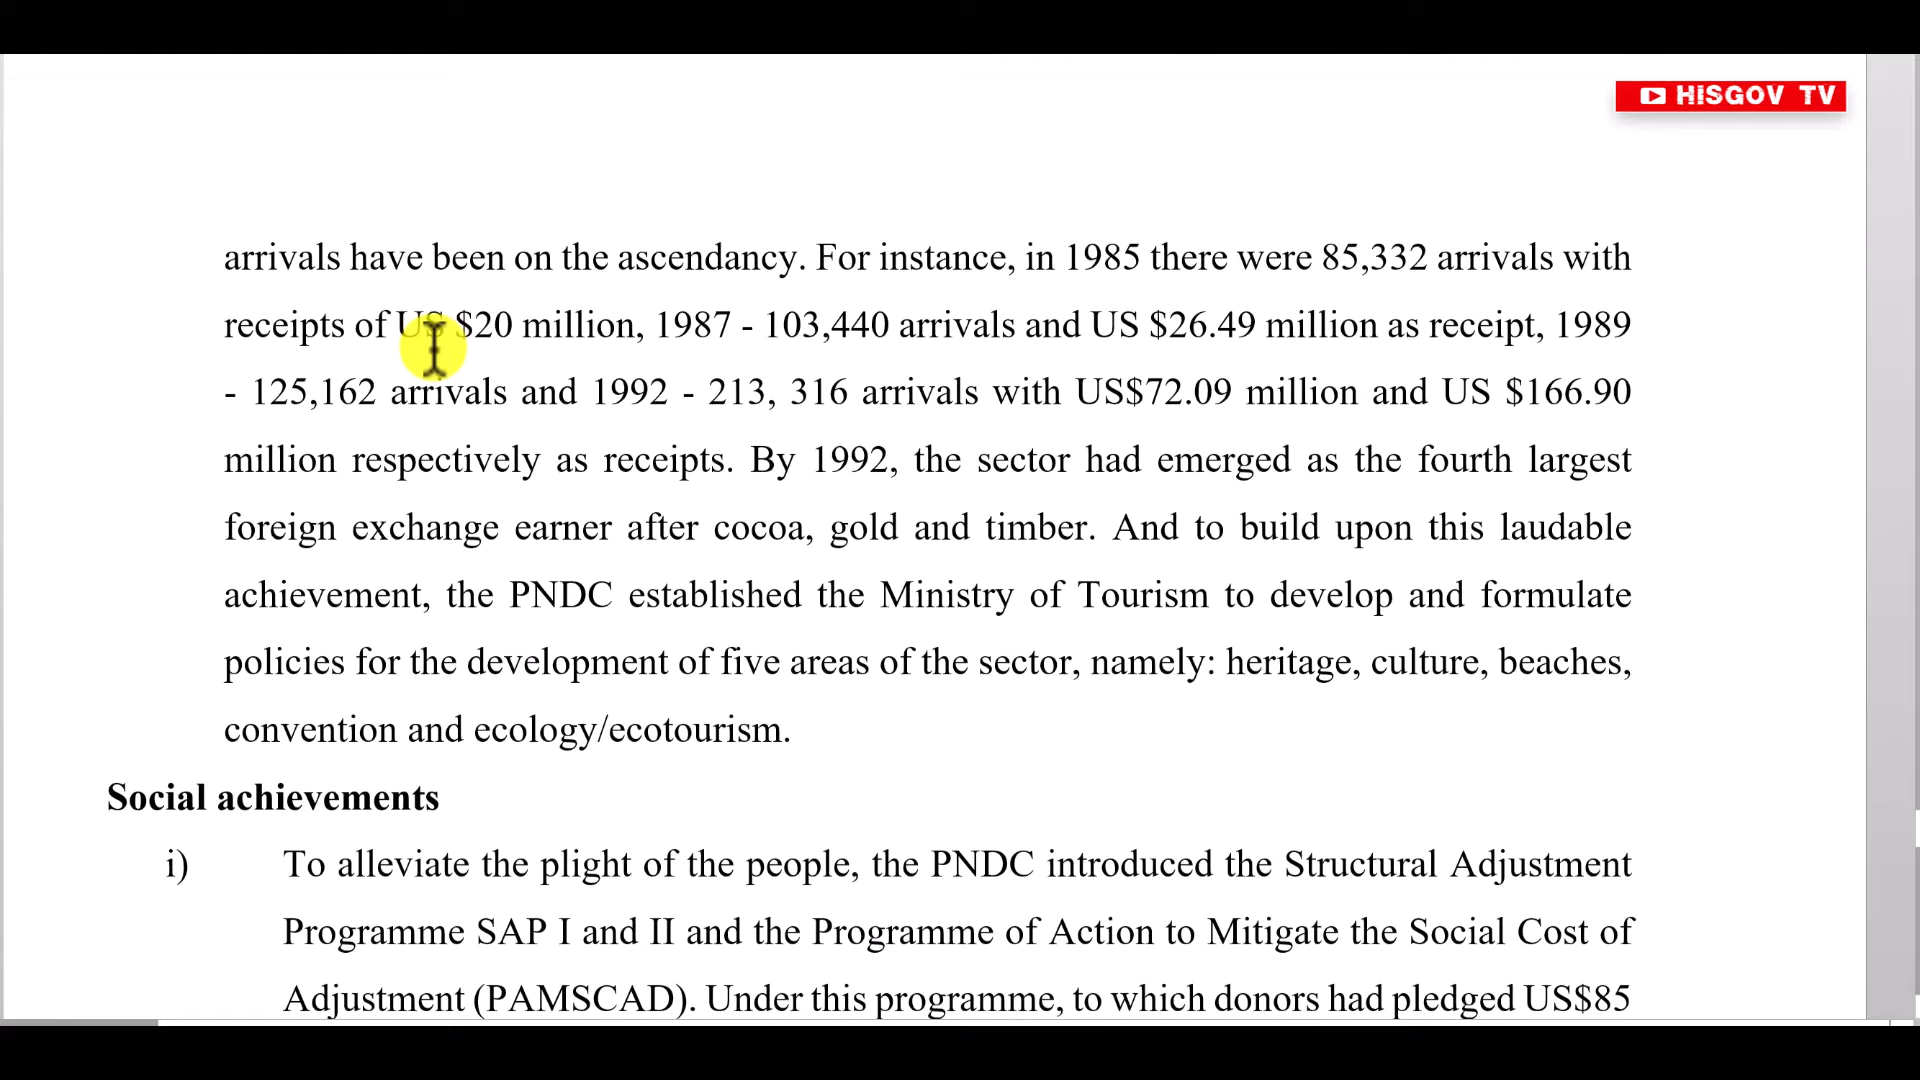 HiSGOV TV
arrivals have been on the ascendancy. For instance, in 1985 there were 85,332 arrivals with
receipts of US $20 million, 1987 - 103,440 arrivals and US $26.49 million as receipt, 1989
- 125,162 arrivals and 1992 - 213, 316 arrivals with US$72.09 million and US $166.90
million respectively as receipts. By 1992, the sector had emerged as the fourth largest
foreign exchange earner after cocoa, gold and timber. And to build upon this laudable
achievement, the PNDC established the Ministry of Tourism to develop and formulate
policies for the development of five areas of the sector, namely: heritage, culture, beaches,
convention and ecology/ecotourism.
Social achievements
i) To alleviate the plight of the people, the PNDC introduced the Structural Adjustment
Programme SAP I and II and the Programme of Action to Mitigate the Social Cost of
Adjustment (PAMSCAD). Under this programme, to which donors had pledged US$85